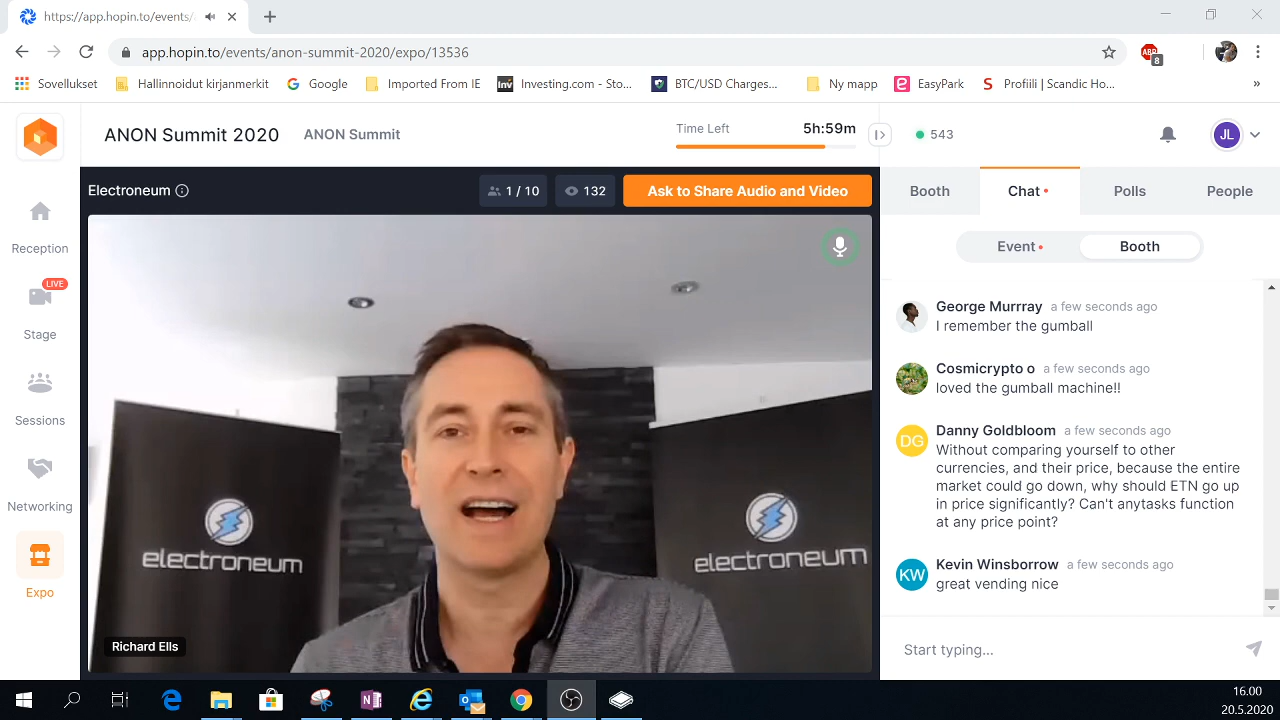 https://app.hopin.to/events/
app.hopin.to/events/anon-summit-2020/expo/13536
ABP
8
Sovellukset
Hallinnoidut kirjanmerkit
Google
Imported From IE
Inv
Investing.com - Sto...
BTC/USD Charges...
Ny mapp
EasyPark
S
Profiili | Scandic Ho...
»
ANON Summit 2020
ANON Summit
Time Left
5:59m
543
JL
Reception
LIVE
Stage
Sessions
Networking
Expo
Electroneum
1 / 10
132
Ask to Share Audio and Video
electroneum
electroneum
Richard Ells
Booth
Chat
Polls
People
Event
Booth
George Murrray a few seconds ago
I remember the gumball
Cosmicrypto o a few seconds ago
loved the gumball machine!!
DG
Danny Goldbloom a few seconds ago
Without comparing yourself to other
currencies, and their price, because the entire
market could go down, why should ETN go up
in price significantly? Can't anytasks function
at any price point?
KW
Kevin Winsborrow a few seconds ago
great vending nice
Start typing...
16.00
20.5.2020